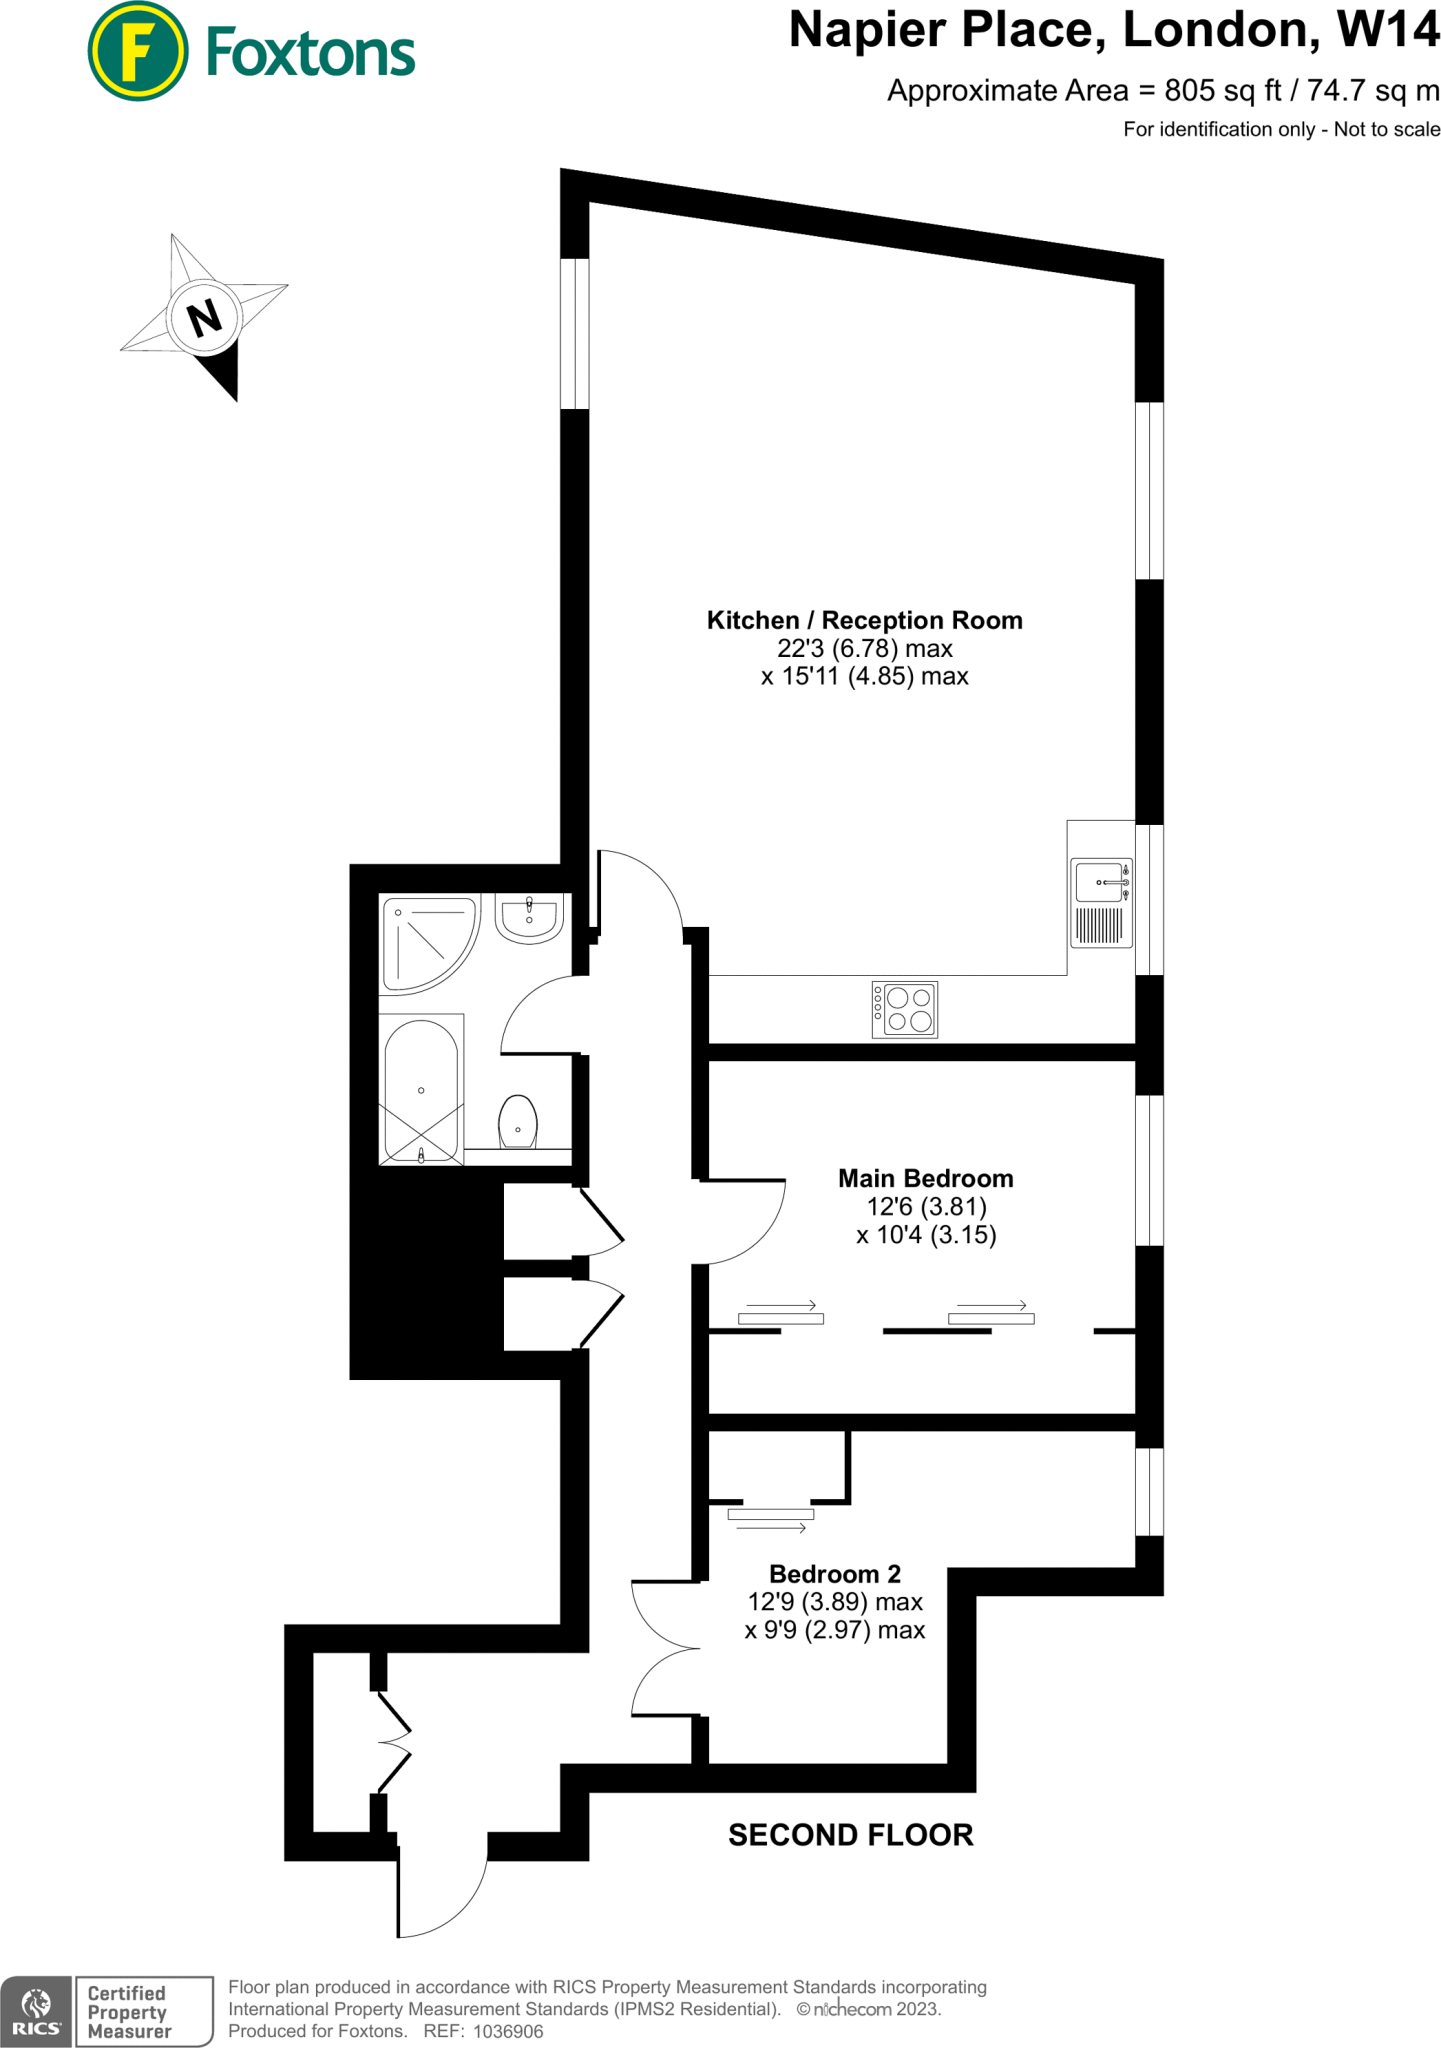 F Foxtons
Napier Place, London, W14
Approximate Area = 805 sq ft / 74.7 sq m
For identification only - Not to scale
N
Kitchen / Reception Room
22'3 (6.78) max
x 15'11 (4.85) max
Main Bedroom
12'6 (3.81)
x 10'4 (3.15)
Bedroom 2
12'9 (3.89) max
x 9'9 (2.97) max
SECOND FLOOR
RICS
Certified
Property
Measurer
Floor plan produced in accordance with RICS Property Measurement Standards incorporating
International Property Measurement Standards (IPMS2 Residential). © nichecom 2023.
Produced for Foxtons. REF: 1036906